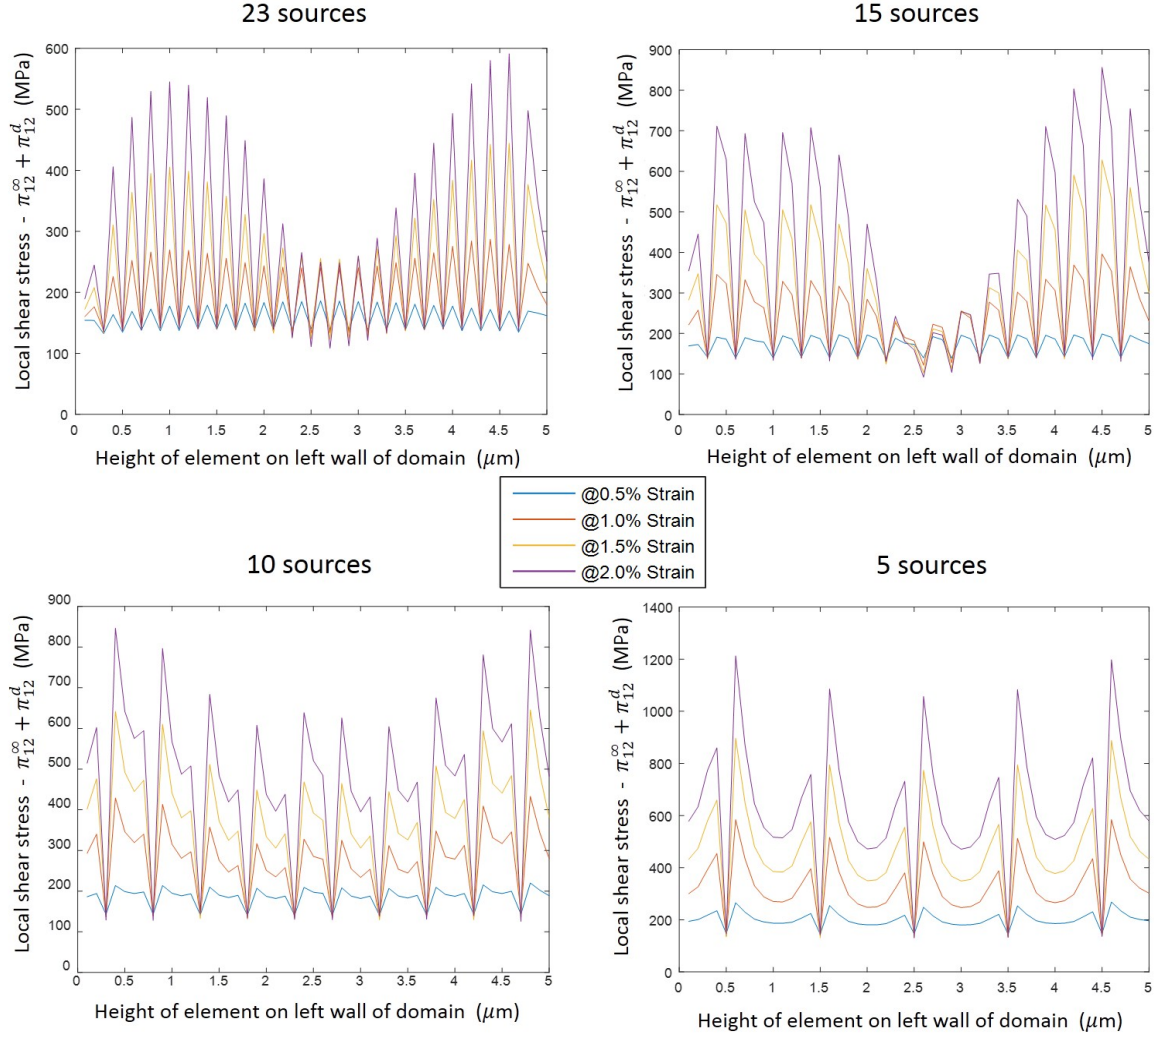 23 sources
600
500
400
300
200
100
0
0 0.5 1 1.5 2 2.5 3 3.5 4 4.5 5
Local shear stress - π₁₂^∞ + π₁₂^d (MPa)
Height of element on left wall of domain (μm)
15 sources
900
800
700
600
500
400
300
200
100
0
0 0.5 1 1.5 2 2.5 3 3.5 4 4.5 5
Local shear stress - π₁₂^∞ + π₁₂^d (MPa)
Height of element on left wall of domain (μm)
@0.5% Strain
@1.0% Strain
@1.5% Strain
@2.0% Strain
10 sources
900
800
700
600
500
400
300
200
100
0
0 0.5 1 1.5 2 2.5 3 3.5 4 4.5 5
Local shear stress - π₁₂^∞ + π₁₂^d (MPa)
Height of element on left wall of domain (μm)
5 sources
1400
1200
1000
800
600
400
200
0
0 0.5 1 1.5 2 2.5 3 3.5 4 4.5 5
Local shear stress - π₁₂^∞ + π₁₂^d (MPa)
Height of element on left wall of domain (μm)